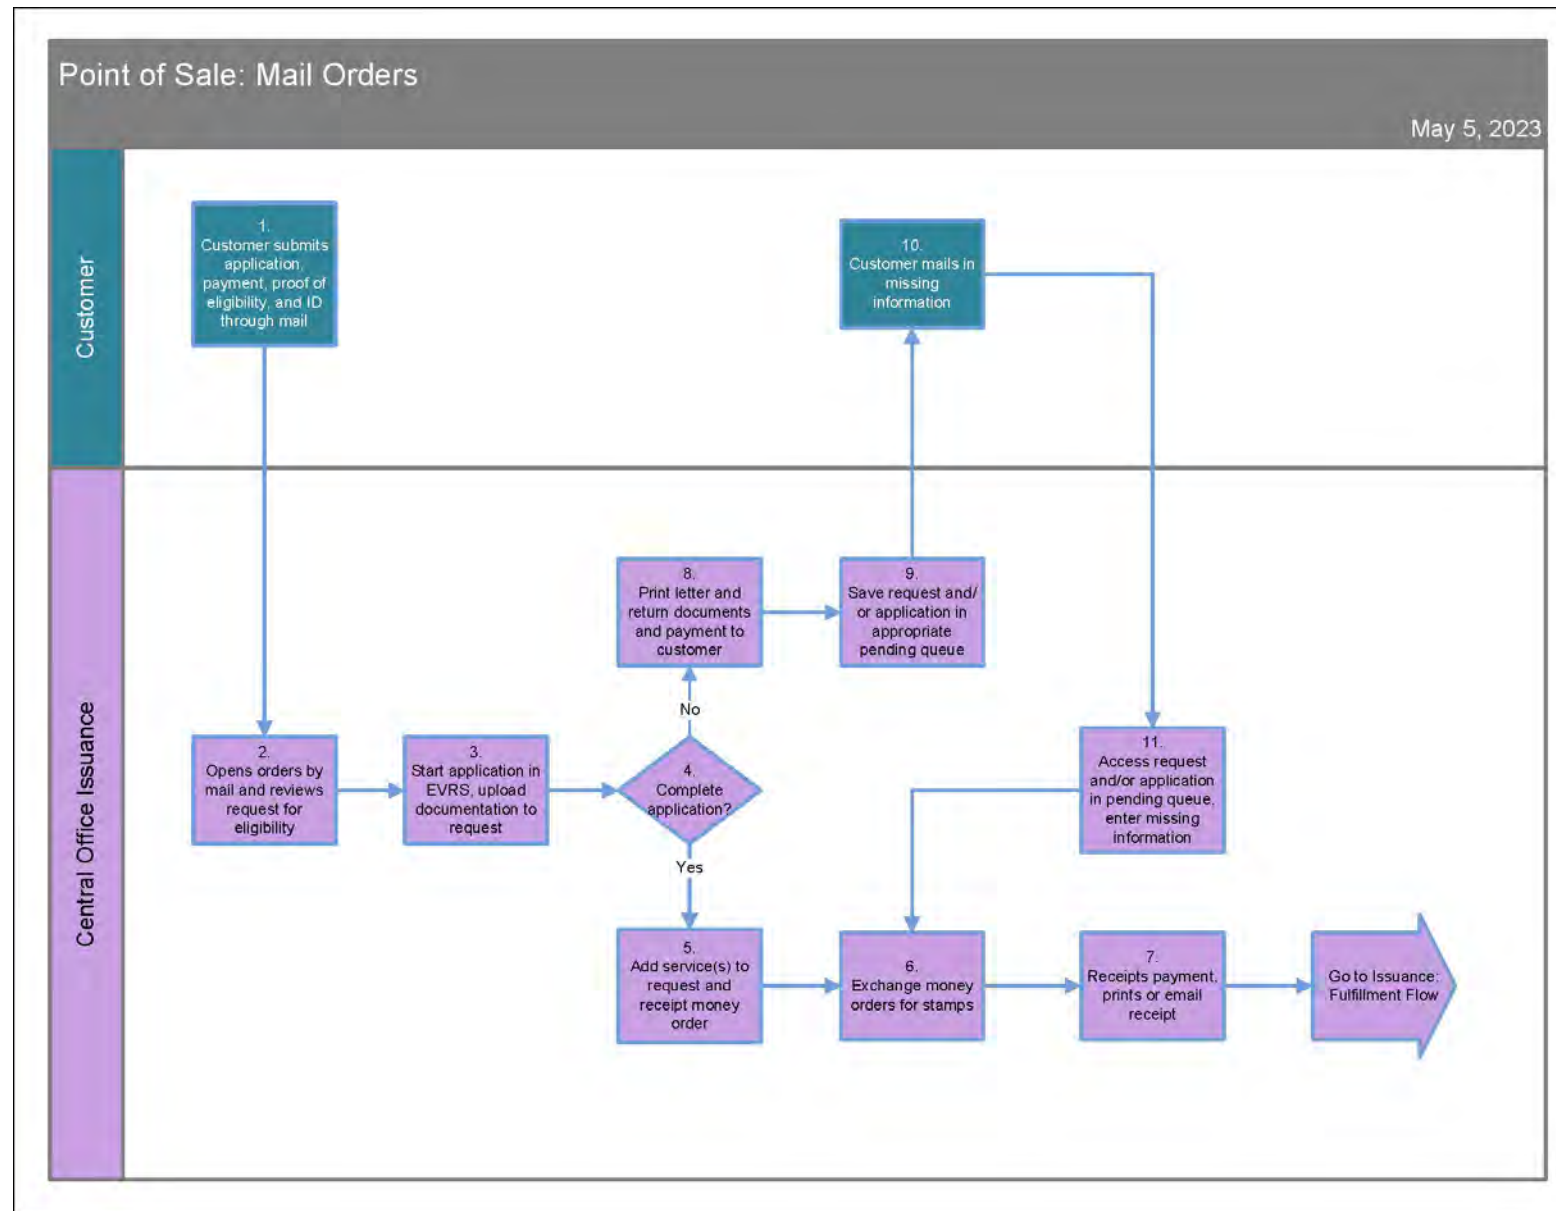 Point of Sale: Mail Orders
May 5, 2023
Customer
1.
Customer submits
application,
payment, proof of
eligibility, and ID
through mail
10.
Customer mails in
missing
information
Central Office Issuance
8.
Print letter and
return documents
and payment to
customer
9.
Save request and/
or application in
appropriate
pending queue
No
2.
Opens orders by
mail and reviews
request for
eligibility
3.
Start application in
EVRS, upload
documentation to
request
4.
Complete
application?
11.
Access request
and/or application
in pending queue,
enter missing
information
Yes
5.
Add service(s) to
request and
receipt money
order
6.
Exchange money
orders for stamps
7.
Receipts payment,
prints or email
receipt
Go to Issuance:
Fulfillment Flow